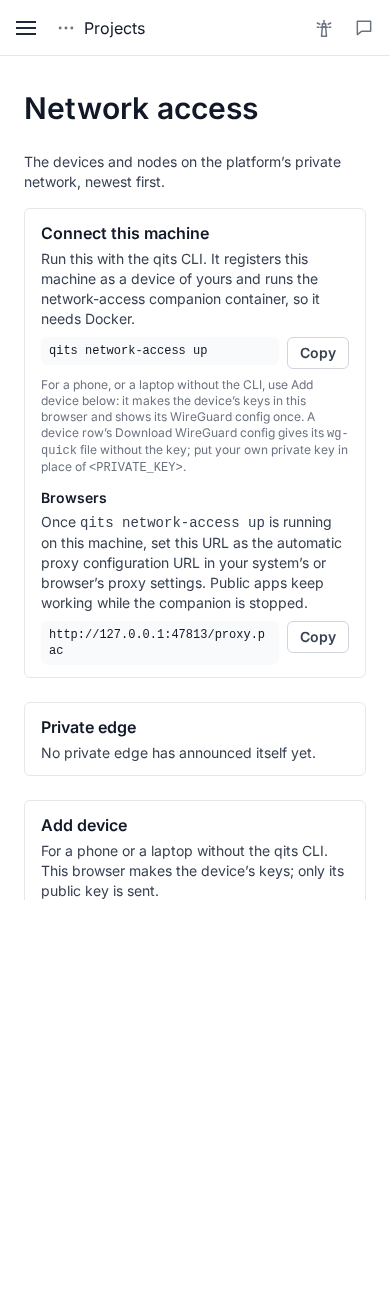 Projects
Network access
The devices and nodes on the platform’s private
network, newest first.
Connect this machine
Run this with the qits CLI. It registers this
machine as a device of yours and runs the
network-access companion container, so it
needs Docker.
qits network-access up
Copy
For a phone, or a laptop without the CLI, use Add
device below: it makes the device’s keys in this
browser and shows its WireGuard config once. A
device row’s Download WireGuard config gives its wg-
quick file without the key; put your own private key in
place of <PRIVATE_KEY>.
Browsers
Once qits network-access up is running
on this machine, set this URL as the automatic
proxy configuration URL in your system’s or
browser’s proxy settings. Public apps keep
working while the companion is stopped.
http://127.0.0.1:47813/proxy.p
ac
Copy
Private edge
No private edge has announced itself yet.
Add device
For a phone or a laptop without the qits CLI.
This browser makes the device’s keys; only its
public key is sent.